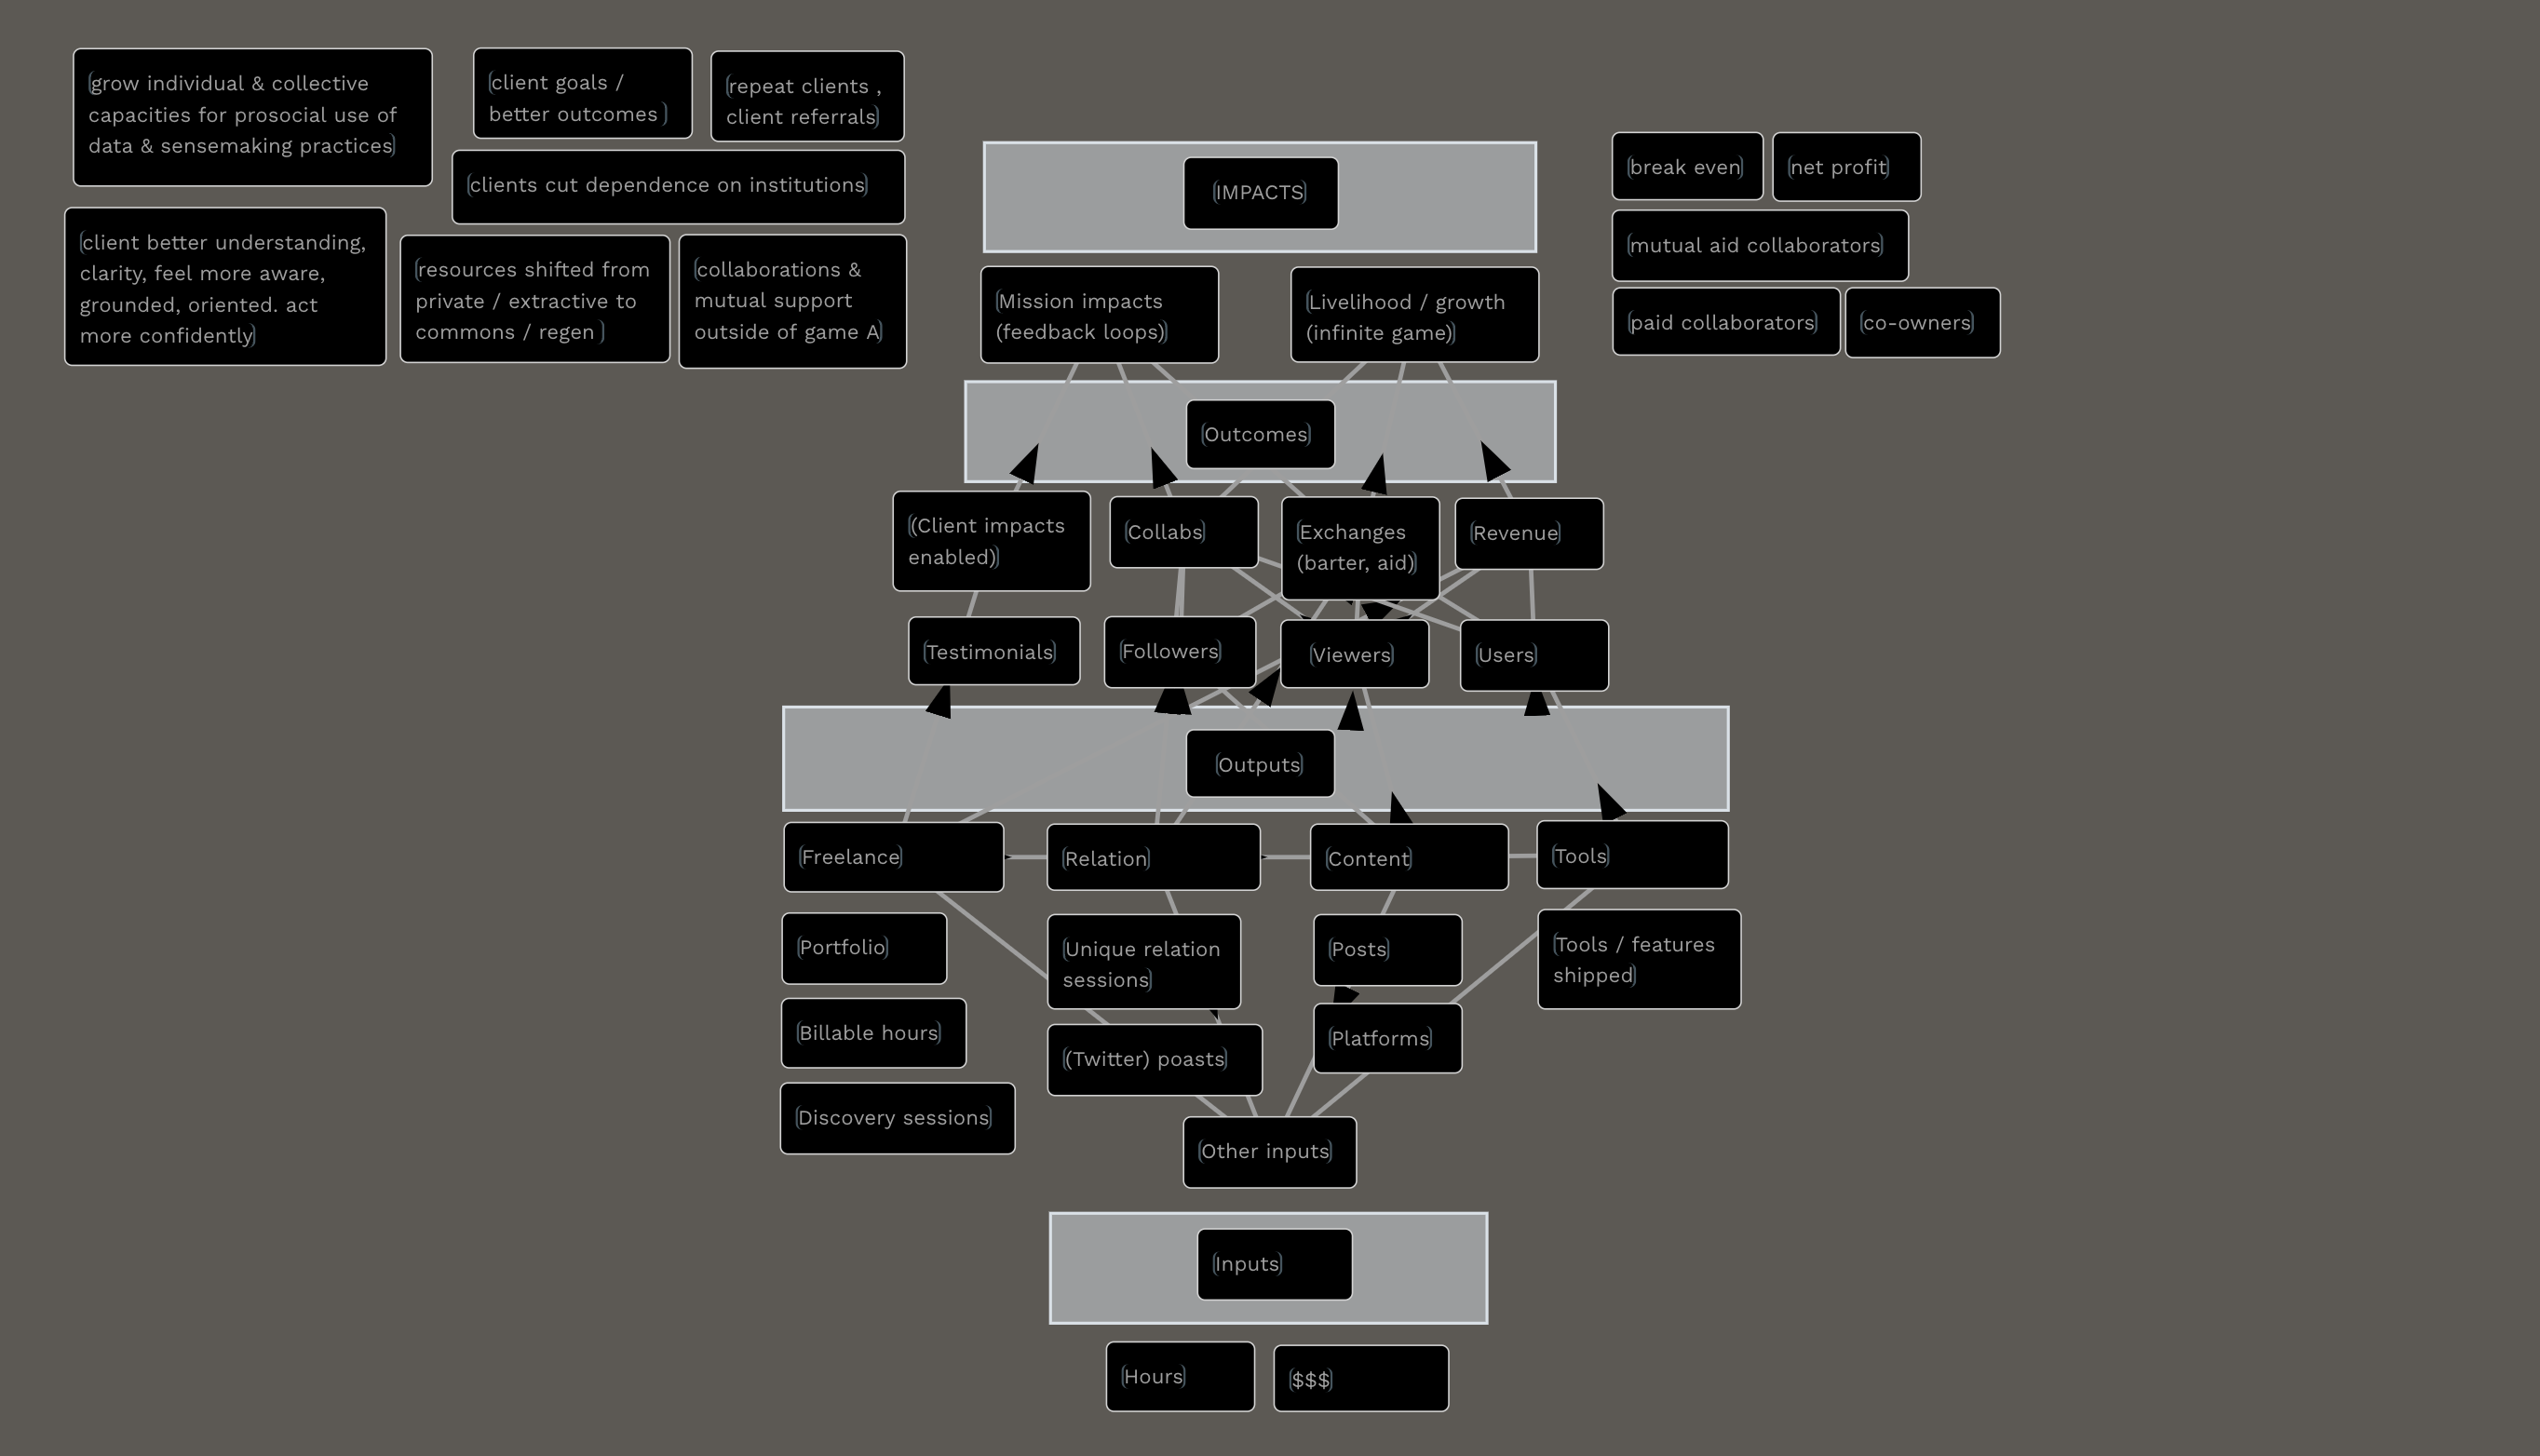 grow individual & collective
capacities for prosocial use of
data & sensemaking practices
client goals /
better outcomes
repeat clients ,
client referrals
clients cut dependence on institutions
client better understanding,
clarity, feel more aware,
grounded, oriented. act
more confidently
resources shifted from
private / extractive to
commons / regen
collaborations &
mutual support
outside of game A
IMPACTS
break even
net profit
mutual aid collaborators
paid collaborators
co-owners
Mission impacts
(feedback loops)
Livelihood / growth
(infinite game)
Outcomes
(Client impacts
enabled)
Collabs
Exchanges
(barter, aid)
Revenue
Testimonials
Followers
Viewers
Users
Outputs
Freelance
Relation
Content
Tools
Portfolio
Unique relation
sessions
Posts
Tools / features
shipped
Billable hours
(Twitter) poasts
Platforms
Discovery sessions
Other inputs
Inputs
Hours
$$$